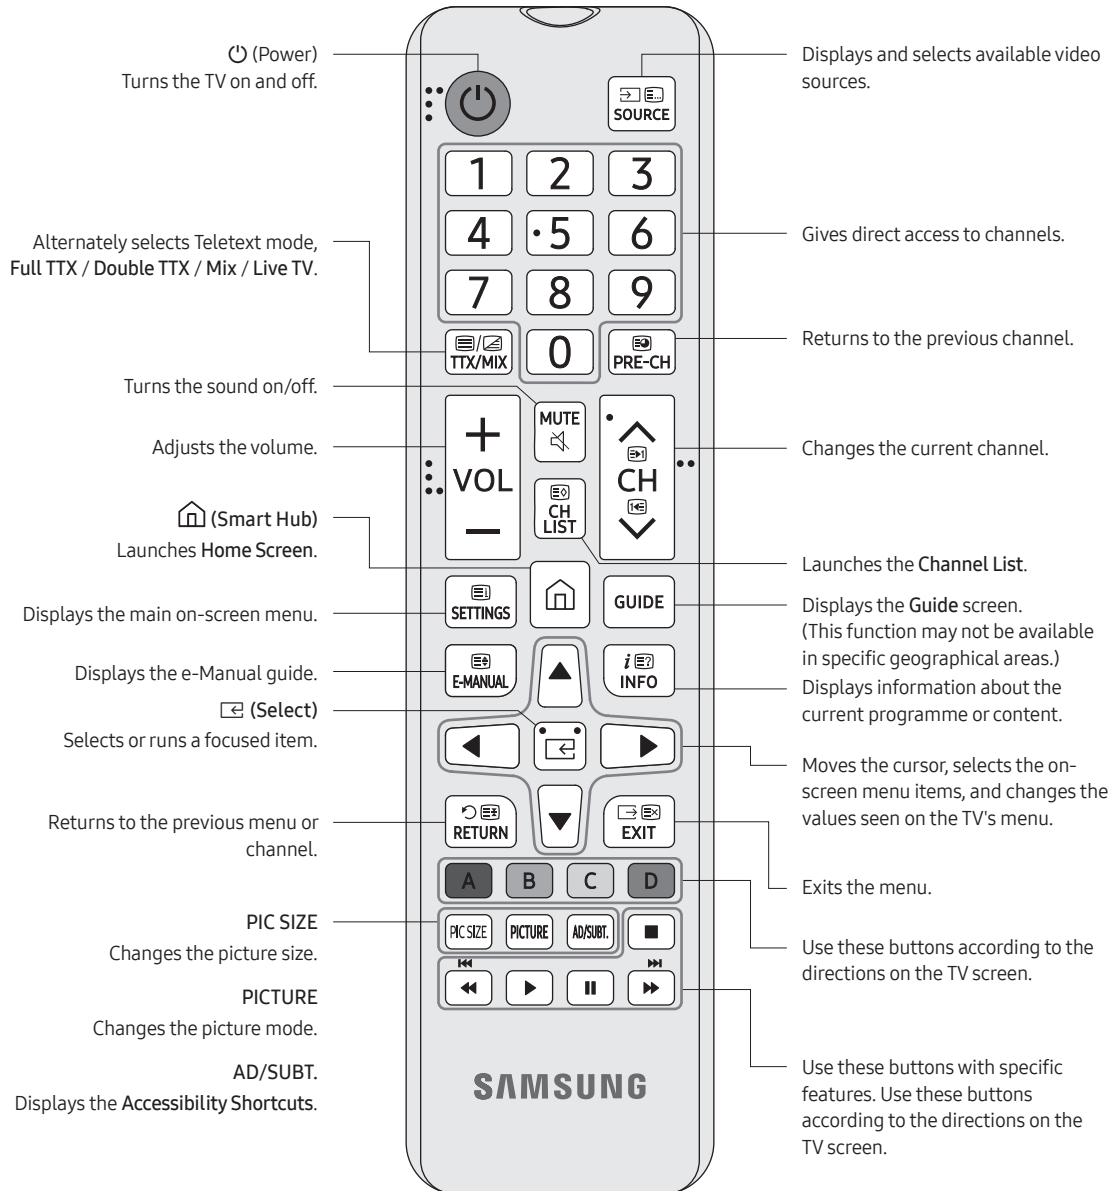 (Power)
Turns the TV on and off.
Displays and selects available video
sources.
SOURCE
1 2 3
4 5 6
7 8 9
0
Alternately selects Teletext mode,
Full TTX / Double TTX / Mix / Live TV.
Gives direct access to channels.
TTX/MIX
PRE-CH
Returns to the previous channel.
Turns the sound on/off.
MUTE
Adjusts the volume.
+
VOL
—
CH
Changes the current channel.
CH
LIST
(Smart Hub)
Launches Home Screen.
Launches the Channel List.
SETTINGS
GUIDE
Displays the main on-screen menu.
Displays the Guide screen.
(This function may not be available
in specific geographical areas.)
E-MANUAL
i
INFO
Displays the e-Manual guide.
Displays information about the
current programme or content.
(Select)
Selects or runs a focused item.
Moves the cursor, selects the on-
screen menu items, and changes the
values seen on the TV's menu.
RETURN
EXIT
Returns to the previous menu or
channel.
Exits the menu.
A B C D
PIC SIZE PICTURE AD/SUBT.
PIC SIZE
Changes the picture size.
Use these buttons according to the
directions on the TV screen.
PICTURE
Changes the picture mode.
AD/SUBT.
Displays the Accessibility Shortcuts.
Use these buttons with specific
features. Use these buttons
according to the directions on the
TV screen.
SAMSUNG